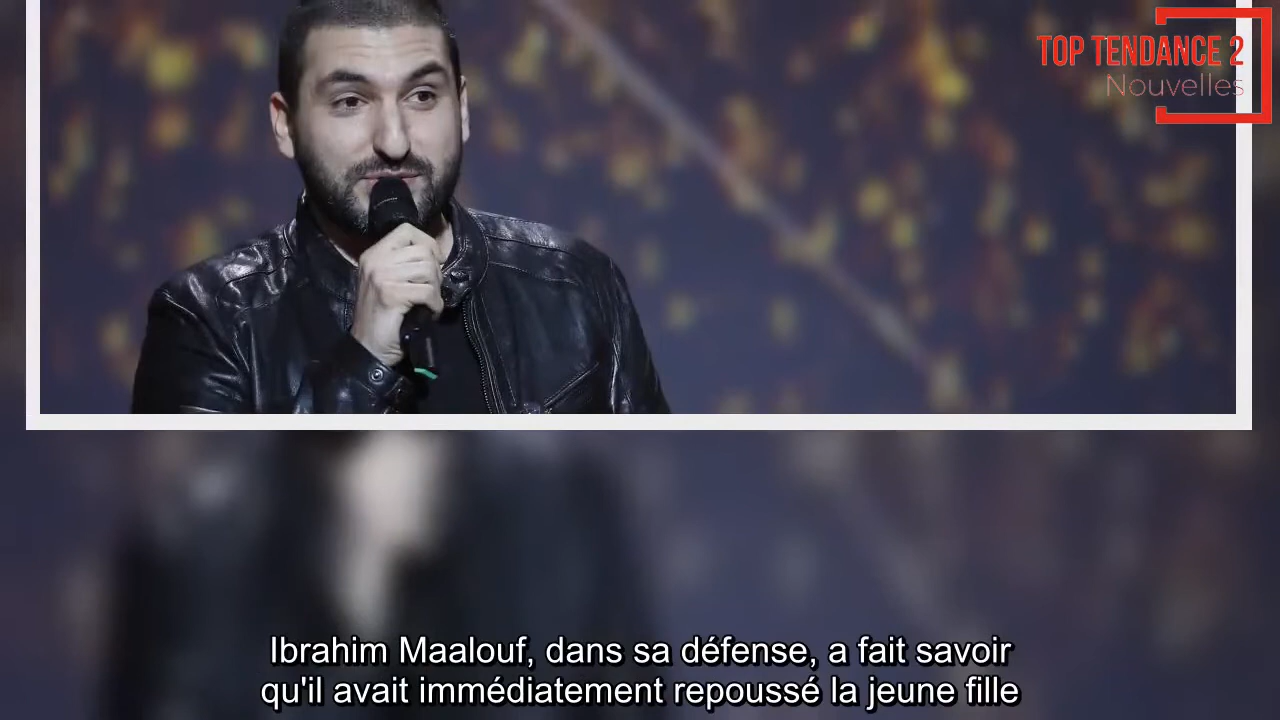 TOP TENDANCE 2
Nouvelles
Ibrahim Maalouf, dans sa défense, a fait savoir
qu'il avait immédiatement repoussé la jeune fille